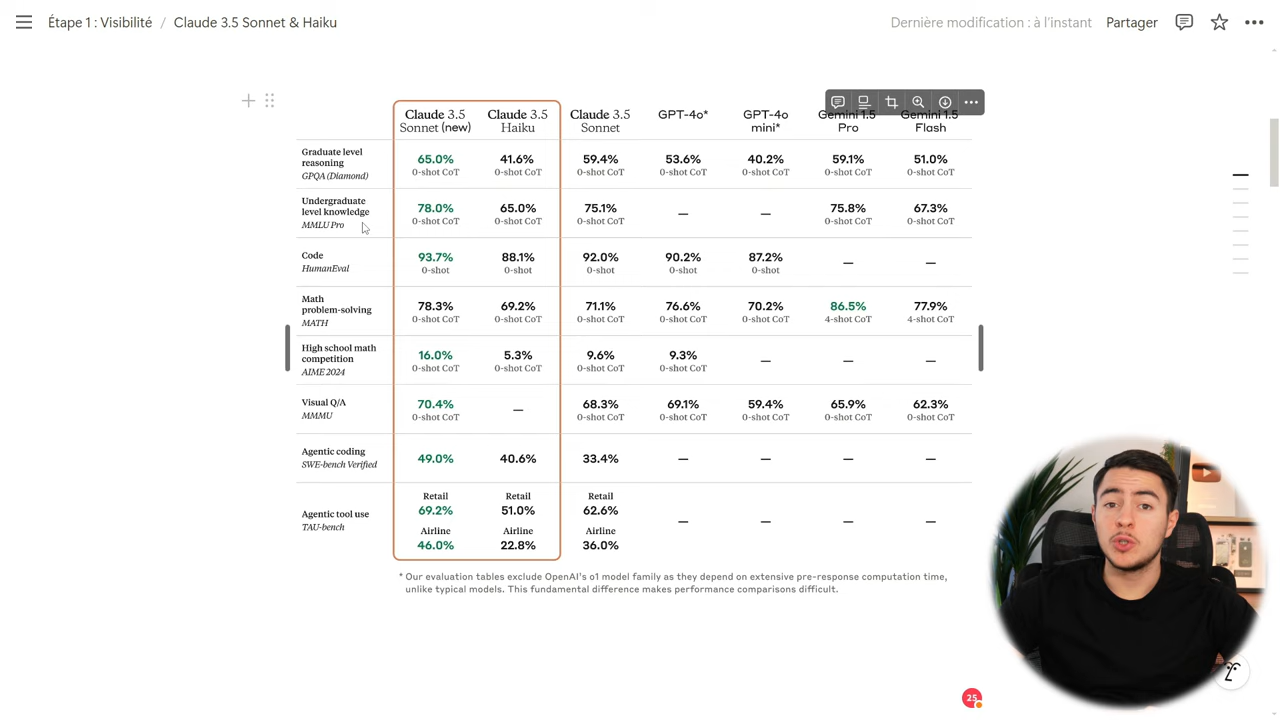 Étape 1 : Visibilité / Claude 3.5 Sonnet & Haiku
Dernière modification : à l'instant Partager
Claude 3.5 Sonnet (new) Claude 3.5 Haiku Claude 3.5 Sonnet GPT-4o* GPT-4o mini* Gemini 1.5 Pro Gemini 1.5 Flash
Graduate level reasoning GPQA (Diamond) 65.0% 41.6% 59.4% 53.6% 40.2% 59.1% 51.0%
0-shot CoT 0-shot CoT 0-shot CoT 0-shot CoT 0-shot CoT 0-shot CoT 0-shot CoT
Undergraduate level knowledge MMLU Pro 78.0% 65.0% 75.1% — — 75.8% 67.3%
0-shot CoT 0-shot CoT 0-shot CoT 0-shot CoT 0-shot CoT
Code HumanEval 93.7% 88.1% 92.0% 90.2% 87.2% — —
0-shot 0-shot 0-shot 0-shot 0-shot
Math problem-solving MATH 78.3% 69.2% 71.1% 76.6% 70.2% 86.5% 77.9%
0-shot CoT 0-shot CoT 0-shot CoT 0-shot CoT 0-shot CoT 4-shot CoT 4-shot CoT
High school math competition AIME 2024 16.0% 5.3% 9.6% 9.3% — — —
0-shot CoT 0-shot CoT 0-shot CoT 0-shot CoT
Visual Q/A MMMU 70.4% — 68.3% 69.1% 59.4% 65.9% 62.3%
0-shot CoT 0-shot CoT 0-shot CoT 0-shot CoT 0-shot CoT 0-shot CoT
Agentic coding SWE-bench Verified 49.0% 40.6% 33.4% — — — —
Agentic tool use TAU-bench
Retail Retail Retail
69.2% 51.0% 62.6% — — — —
Airline Airline Airline
46.0% 22.8% 36.0%
* Our evaluation tables exclude OpenAI's o1 model family as they depend on extensive pre-response computation time,
unlike typical models. This fundamental difference makes performance comparisons difficult.
25